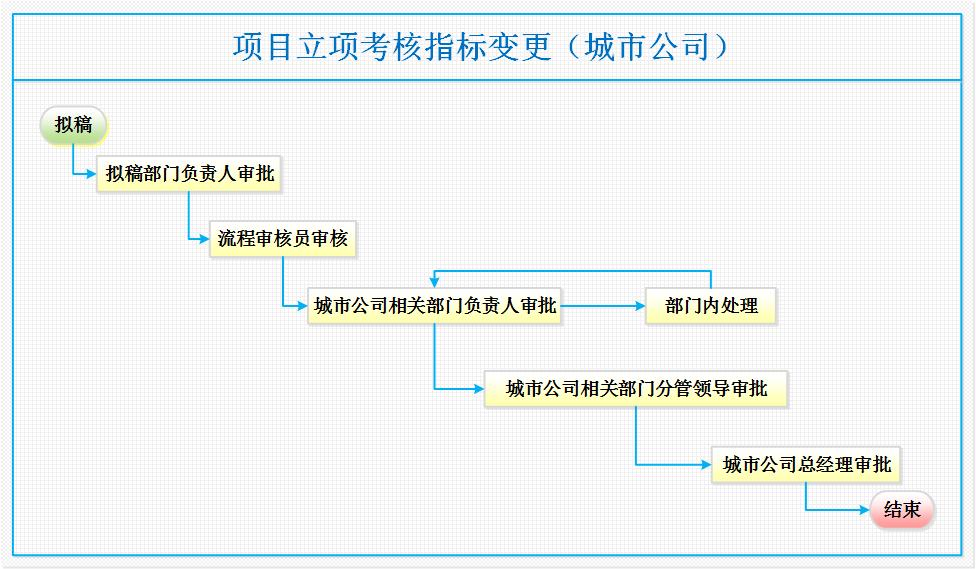 项目立项考核指标变更（城市公司）
拟稿
拟稿部门负责人审批
流程审核员审核
城市公司相关部门负责人审批
部门内处理
城市公司相关部门分管领导审批
城市公司总经理审批
结束